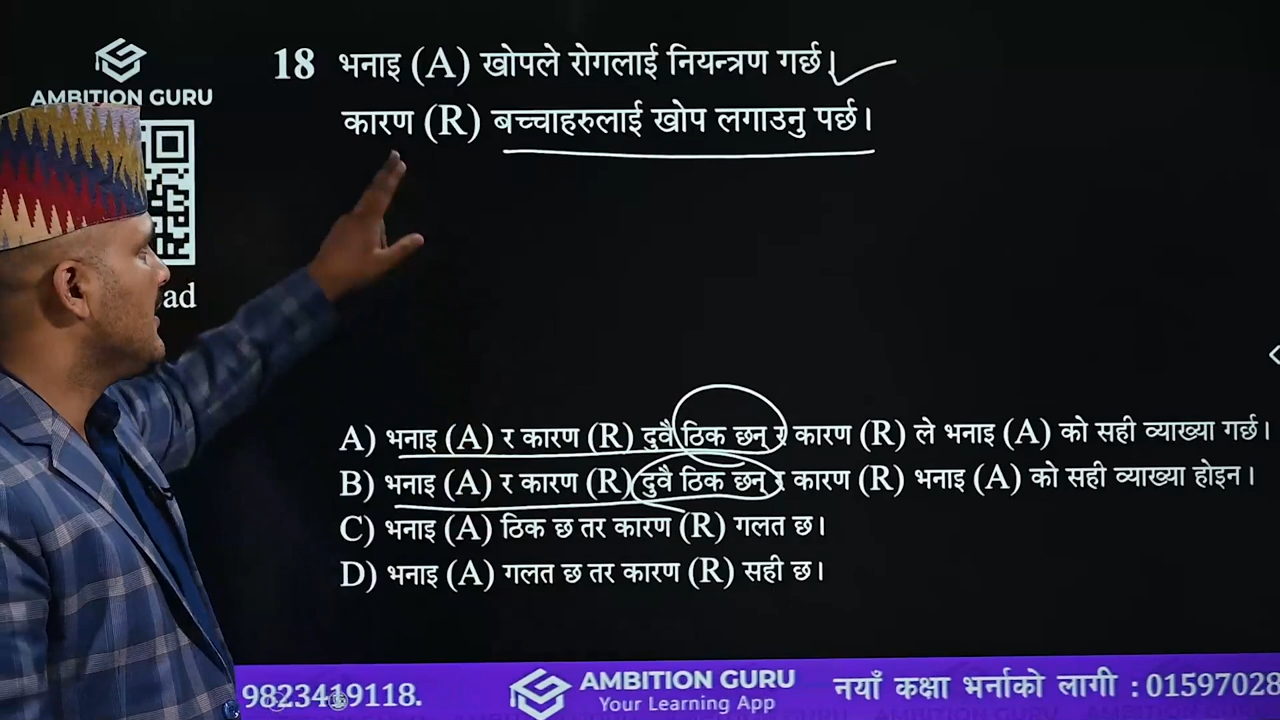 18 भनाइ (A) खोपले रोगलाई नियन्त्रण गर्छ।
कारण (R) बच्चाहरुलाई खोप लगाउनु पर्छ।
AMBITION GURU
ad
A) भनाइ (A) र कारण (R) दुवै ठिक छन् र कारण (R) ले भनाइ (A) को सही व्याख्या गर्छ।
B) भनाइ (A) र कारण (R) दुवै ठिक छन् र कारण (R) भनाइ (A) को सही व्याख्या होइन।
C) भनाइ (A) ठिक छ तर कारण (R) गलत छ।
D) भनाइ (A) गलत छ तर कारण (R) सही छ।
9823419118. AMBITION GURU नयाँ कक्षा भर्नाको लागी : 01597028
Your Learning App